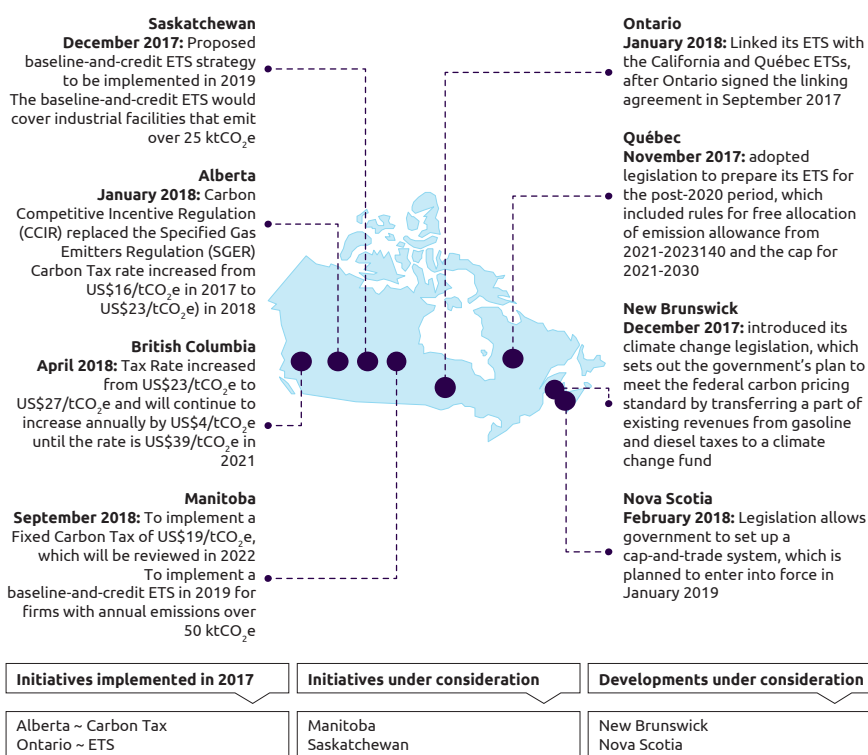 Saskatchewan
December 2017: Proposed
baseline-and-credit ETS strategy
to be implemented in 2019
The baseline-and-credit ETS would
cover industrial facilities that emit
over 25 ktCO₂e
Alberta
January 2018: Carbon
Competitive Incentive Regulation
(CCIR) replaced the Specified Gas
Emitters Regulation (SGER)
Carbon Tax rate increased from
US$16/tCO₂e in 2017 to
US$23/tCO₂e) in 2018
British Columbia
April 2018: Tax Rate increased
from US$23/tCO₂e to
US$27/tCO₂e and will continue to
increase annually by US$4/tCO₂e
until the rate is US$39/tCO₂e in
2021
Manitoba
September 2018: To implement a
Fixed Carbon Tax of US$19/tCO₂e,
which will be reviewed in 2022
To implement a
baseline-and-credit ETS in 2019 for
firms with annual emissions over
50 ktCO₂e
Ontario
January 2018: Linked its ETS with
the California and Québec ETSs,
after Ontario signed the linking
agreement in September 2017
Québec
November 2017: adopted
legislation to prepare its ETS for
the post-2020 period, which
included rules for free allocation
of emission allowance from
2021-2023140 and the cap for
2021-2030
New Brunswick
December 2017: introduced its
climate change legislation, which
sets out the government’s plan to
meet the federal carbon pricing
standard by transferring a part of
existing revenues from gasoline
and diesel taxes to a climate
change fund
Nova Scotia
February 2018: Legislation allows
government to set up a
cap-and-trade system, which is
planned to enter into force in
January 2019
Initiatives implemented in 2017
Alberta ~ Carbon Tax
Ontario ~ ETS
Initiatives under consideration
Manitoba
Saskatchewan
Developments under consideration
New Brunswick
Nova Scotia